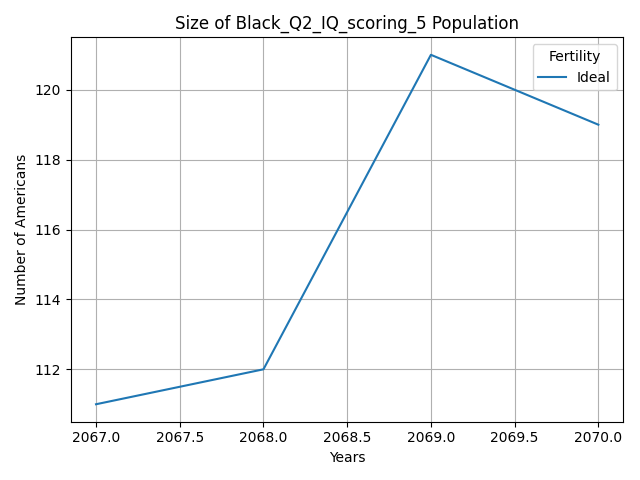 Size of Black_Q2_IQ_scoring_5 Population
Fertility
Ideal
Number of Americans
120
118
116
114
112
2067.0 2067.5 2068.0 2068.5 2069.0 2069.5 2070.0
Years